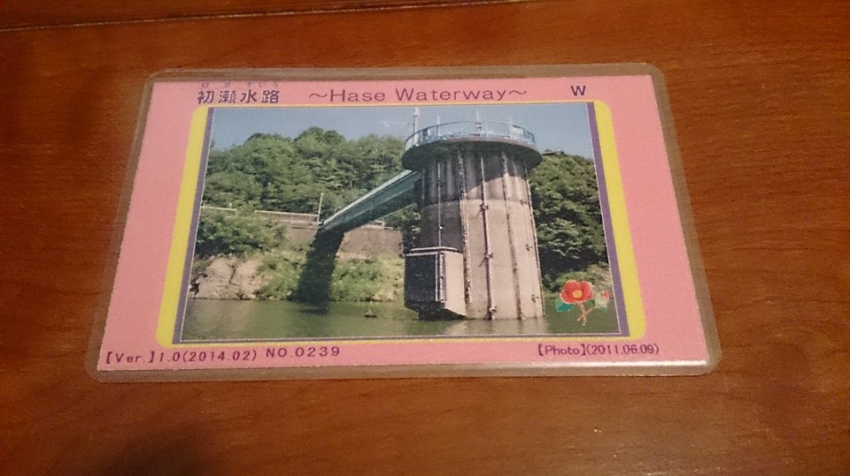 初瀬水路 ～Hase Waterway～ W
【Ver.】1.0(2014.02) NO.0239 【Photo】(2011.06.09)